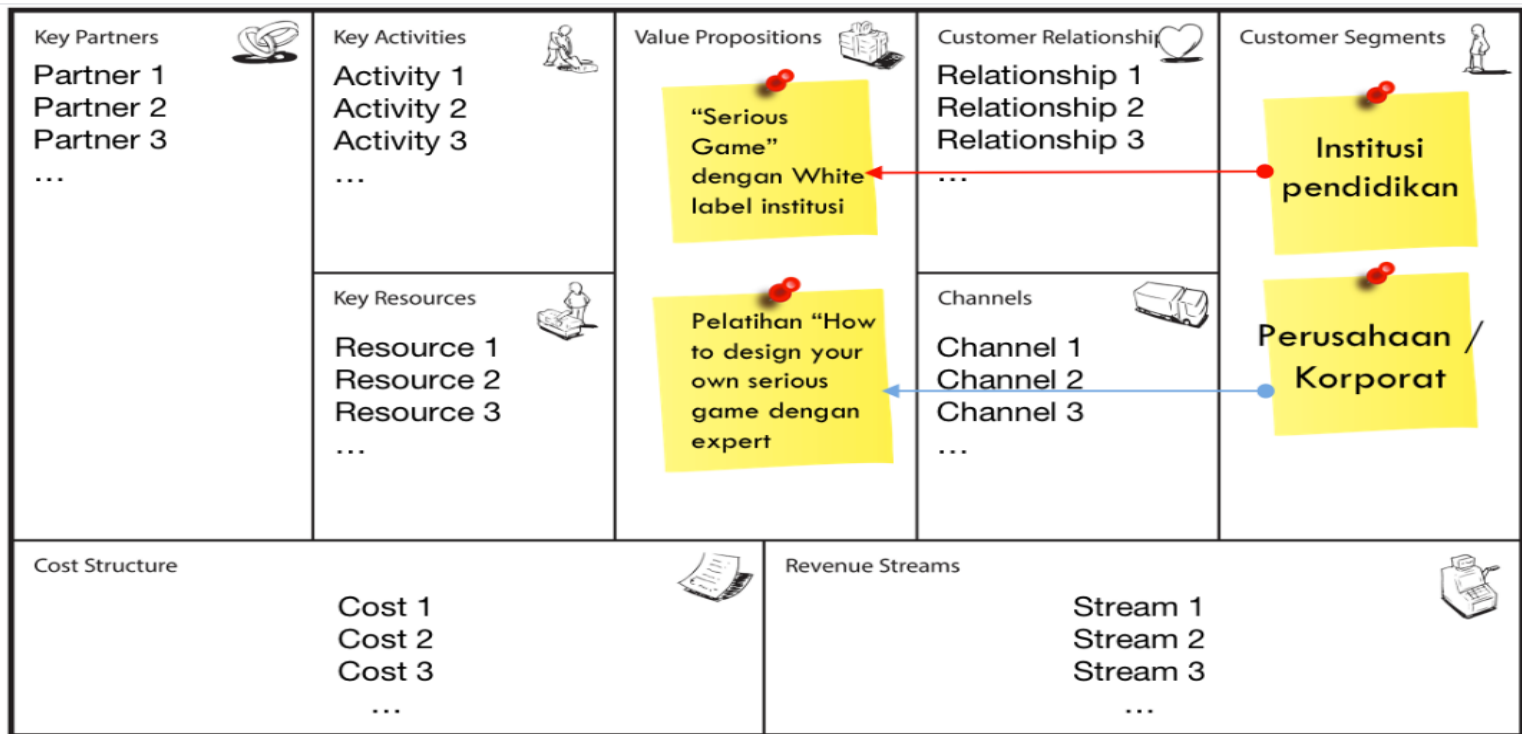 Key Partners
Partner 1
Partner 2
Partner 3
...
Key Activities
Activity 1
Activity 2
Activity 3
...
Key Resources
Resource 1
Resource 2
Resource 3
...
Value Propositions
“Serious
Game”
dengan White
label institusi
Pelatihan “How
to design your
own serious
game dengan
expert
Customer Relationship
Relationship 1
Relationship 2
Relationship 3
...
Channels
Channel 1
Channel 2
Channel 3
...
Customer Segments
Institusi
pendidikan
Perusahaan /
Korporat
Cost Structure
Cost 1
Cost 2
Cost 3
...
Revenue Streams
Stream 1
Stream 2
Stream 3
...